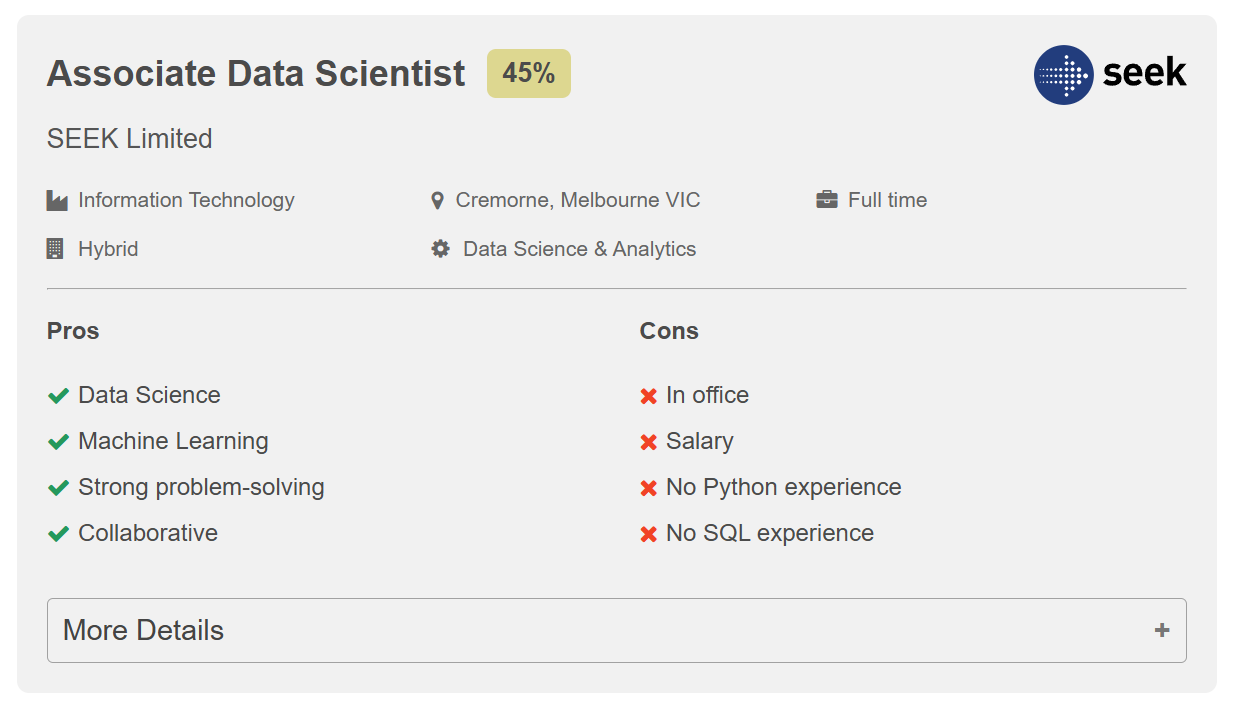 Associate Data Scientist 45%
seek
SEEK Limited
Information Technology
Cremorne, Melbourne VIC
Full time
Hybrid
Data Science & Analytics
Pros
Data Science
Machine Learning
Strong problem-solving
Collaborative
Cons
In office
Salary
No Python experience
No SQL experience
More Details +